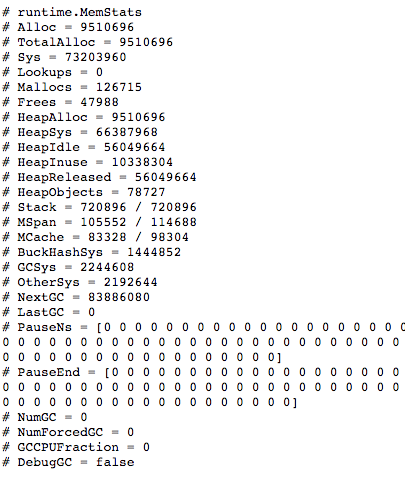 # runtime.MemStats
# Alloc = 9510696
# TotalAlloc = 9510696
# Sys = 73203960
# Lookups = 0
# Mallocs = 126715
# Frees = 47988
# HeapAlloc = 9510696
# HeapSys = 66387968
# HeapIdle = 56049664
# HeapInuse = 10338304
# HeapReleased = 56049664
# HeapObjects = 78727
# Stack = 720896 / 720896
# MSpan = 105552 / 114688
# MCache = 83328 / 98304
# BuckHashSys = 1444852
# GCSys = 2244608
# OtherSys = 2192644
# NextGC = 83886080
# LastGC = 0
# PauseNs = [0 0 0 0 0 0 0 0 0 0 0 0 0 0 0 0 0 0 0 0
0 0 0 0 0 0 0 0 0 0 0 0 0 0 0 0 0 0 0 0 0 0 0 0 0 0
0 0 0 0 0 0 0 0 0 0 0 0 0 0 0 0 0 0]
# PauseEnd = [0 0 0 0 0 0 0 0 0 0 0 0 0 0 0 0 0 0 0
0 0 0 0 0 0 0 0 0 0 0 0 0 0 0 0 0 0 0 0 0 0 0 0 0 0 0
0 0 0 0 0 0 0 0 0 0 0 0 0 0 0 0 0 0 0]
# NumGC = 0
# NumForcedGC = 0
# GCCPUFraction = 0
# DebugGC = false